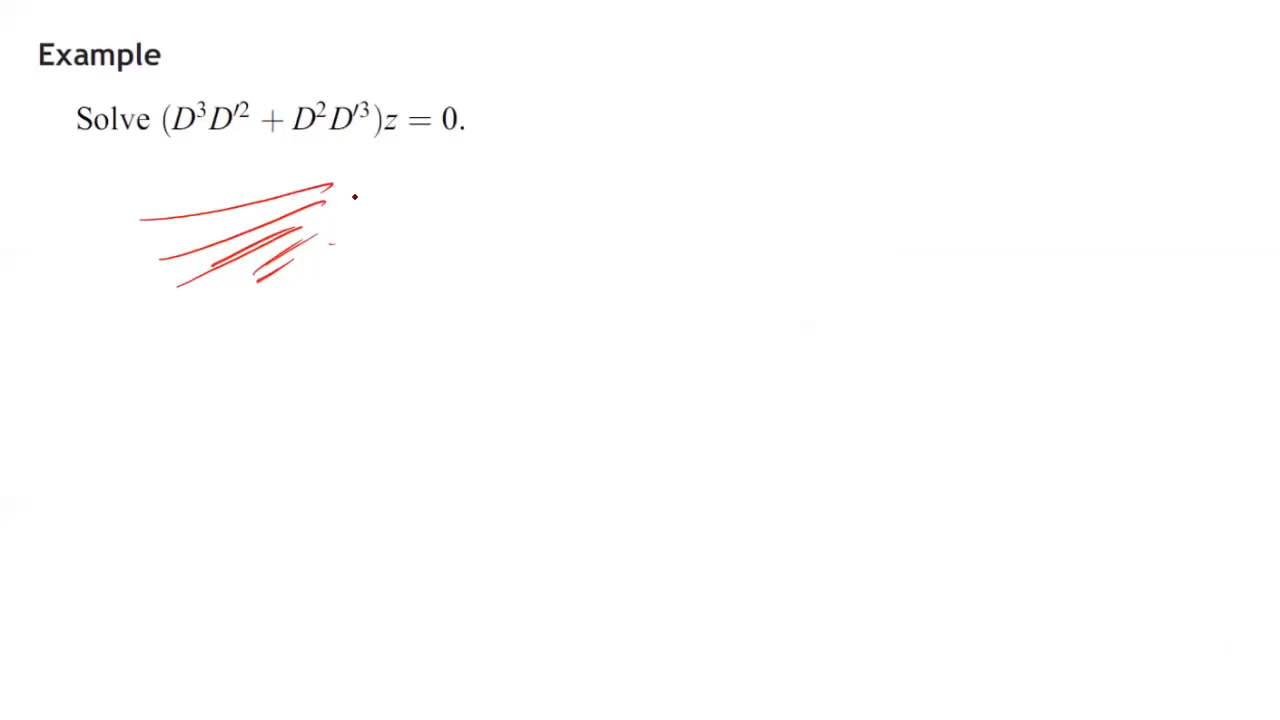 Example
Solve (D³D′² + D²D′³)z = 0.